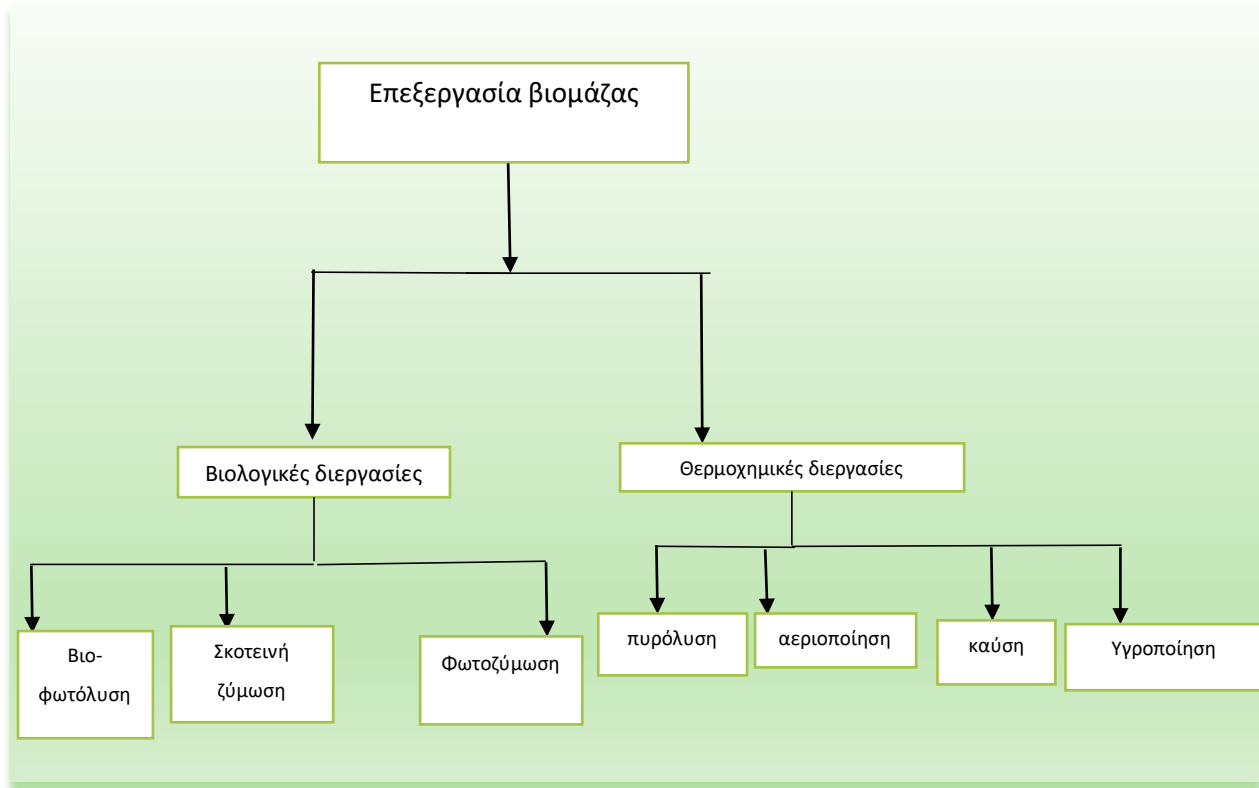 Επεξεργασία βιομάζας
Βιολογικές διεργασίες
Θερμοχημικές διεργασίες
Βιο-
φωτόλυση
Σκοτεινή
ζύμωση
Φωτοζύμωση
πυρόλυση
αεριοποίηση
καύση
Υγροποίηση